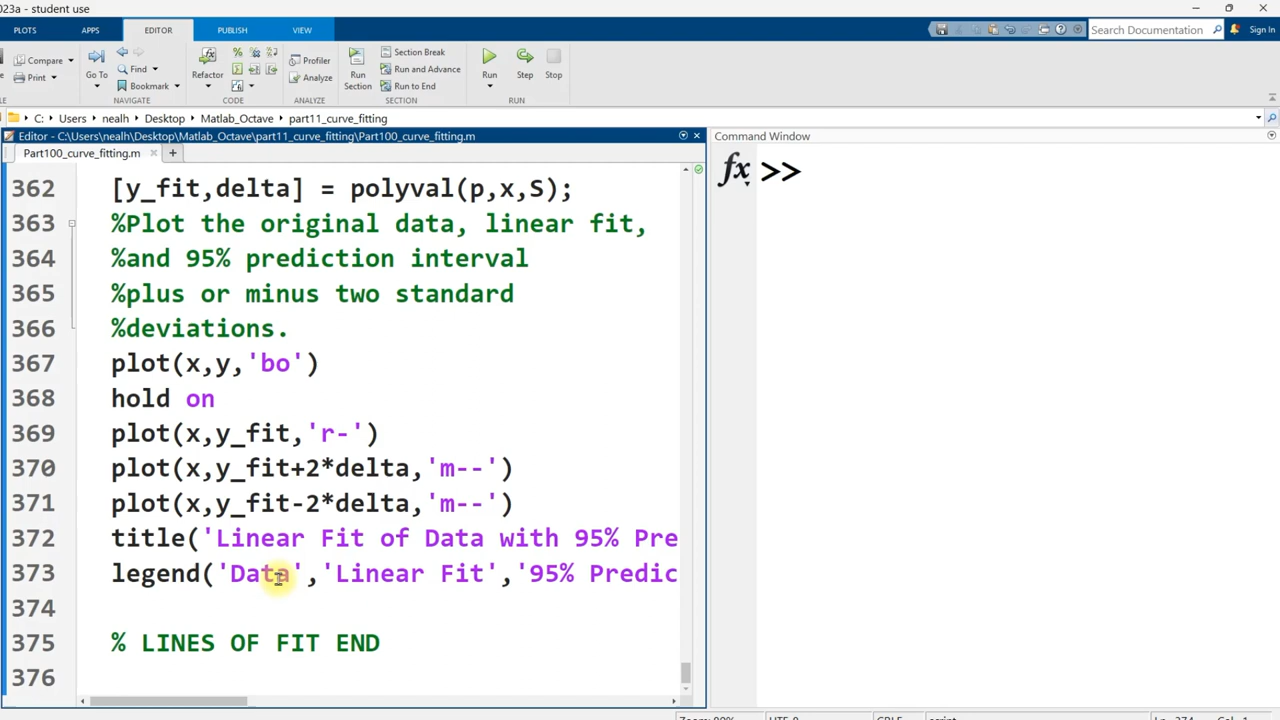 023a - student use
PLOTS APPS EDITOR PUBLISH VIEW
Search Documentation Sign In
Compare Print Go To Find Bookmark Refactor Profiler Analyze Run Section Section Break Run and Advance Run to End Run Step Stop
NAVIGATE CODE ANALYZE SECTION RUN
C: Users nealh Desktop Matlab_Octave part11_curve_fitting
Editor - C:\Users\nealh\Desktop\Matlab_Octave\part11_curve_fitting\Part100_curve_fitting.m
Part100_curve_fitting.m +
362 [y_fit,delta] = polyval(p,x,S);
363 %Plot the original data, linear fit,
364 %and 95% prediction interval
365 %plus or minus two standard
366 %deviations.
367 plot(x,y,'bo')
368 hold on
369 plot(x,y_fit,'r-')
370 plot(x,y_fit+2*delta,'m--')
371 plot(x,y_fit-2*delta,'m--')
372 title('Linear Fit of Data with 95% Pre
373 legend('Data','Linear Fit','95% Predic
374
375 % LINES OF FIT END
376
Command Window
fx >>